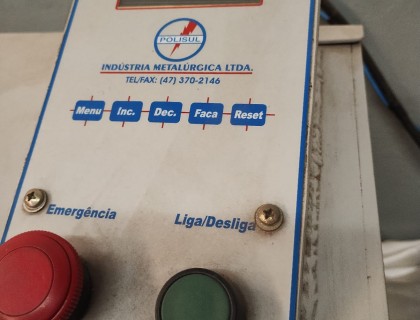 POLISUL
INDÚSTRIA METALÚRGICA LTDA.
TEL/FAX: (47) 370-2146
Menu Inc. Dec. Faca Reset
Emergência
Liga/Desliga